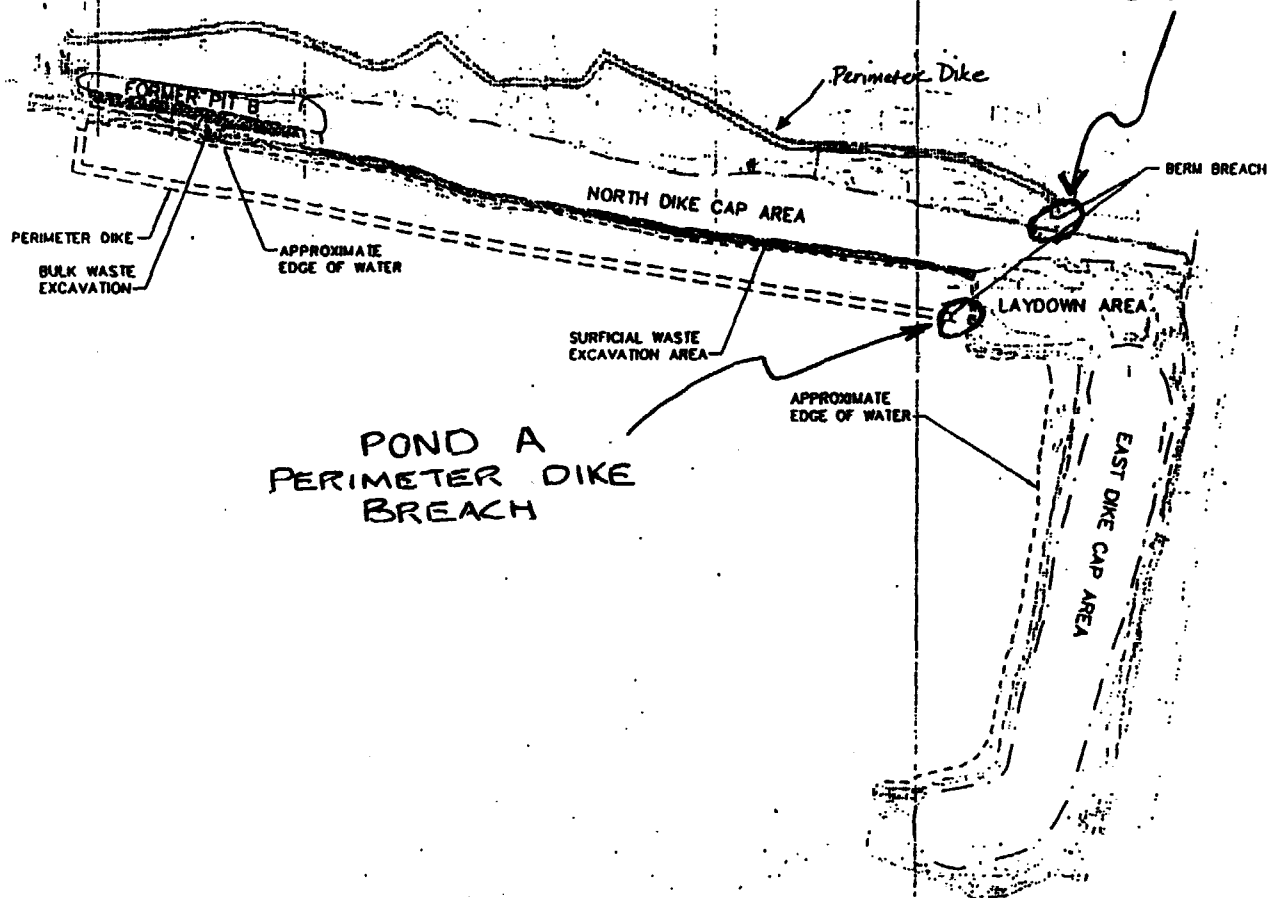 Perimeter Dike
FORMER PIT B
BERM BREACH
NORTH DIKE CAP AREA
PERIMETER DIKE
APPROXIMATE
EDGE OF WATER
BULK WASTE
EXCAVATION
LAYDOWN AREA
SURFICIAL WASTE
EXCAVATION AREA
APPROXIMATE
EDGE OF WATER
POND A
PERIMETER DIKE
BREACH
EAST DIKE CAP AREA